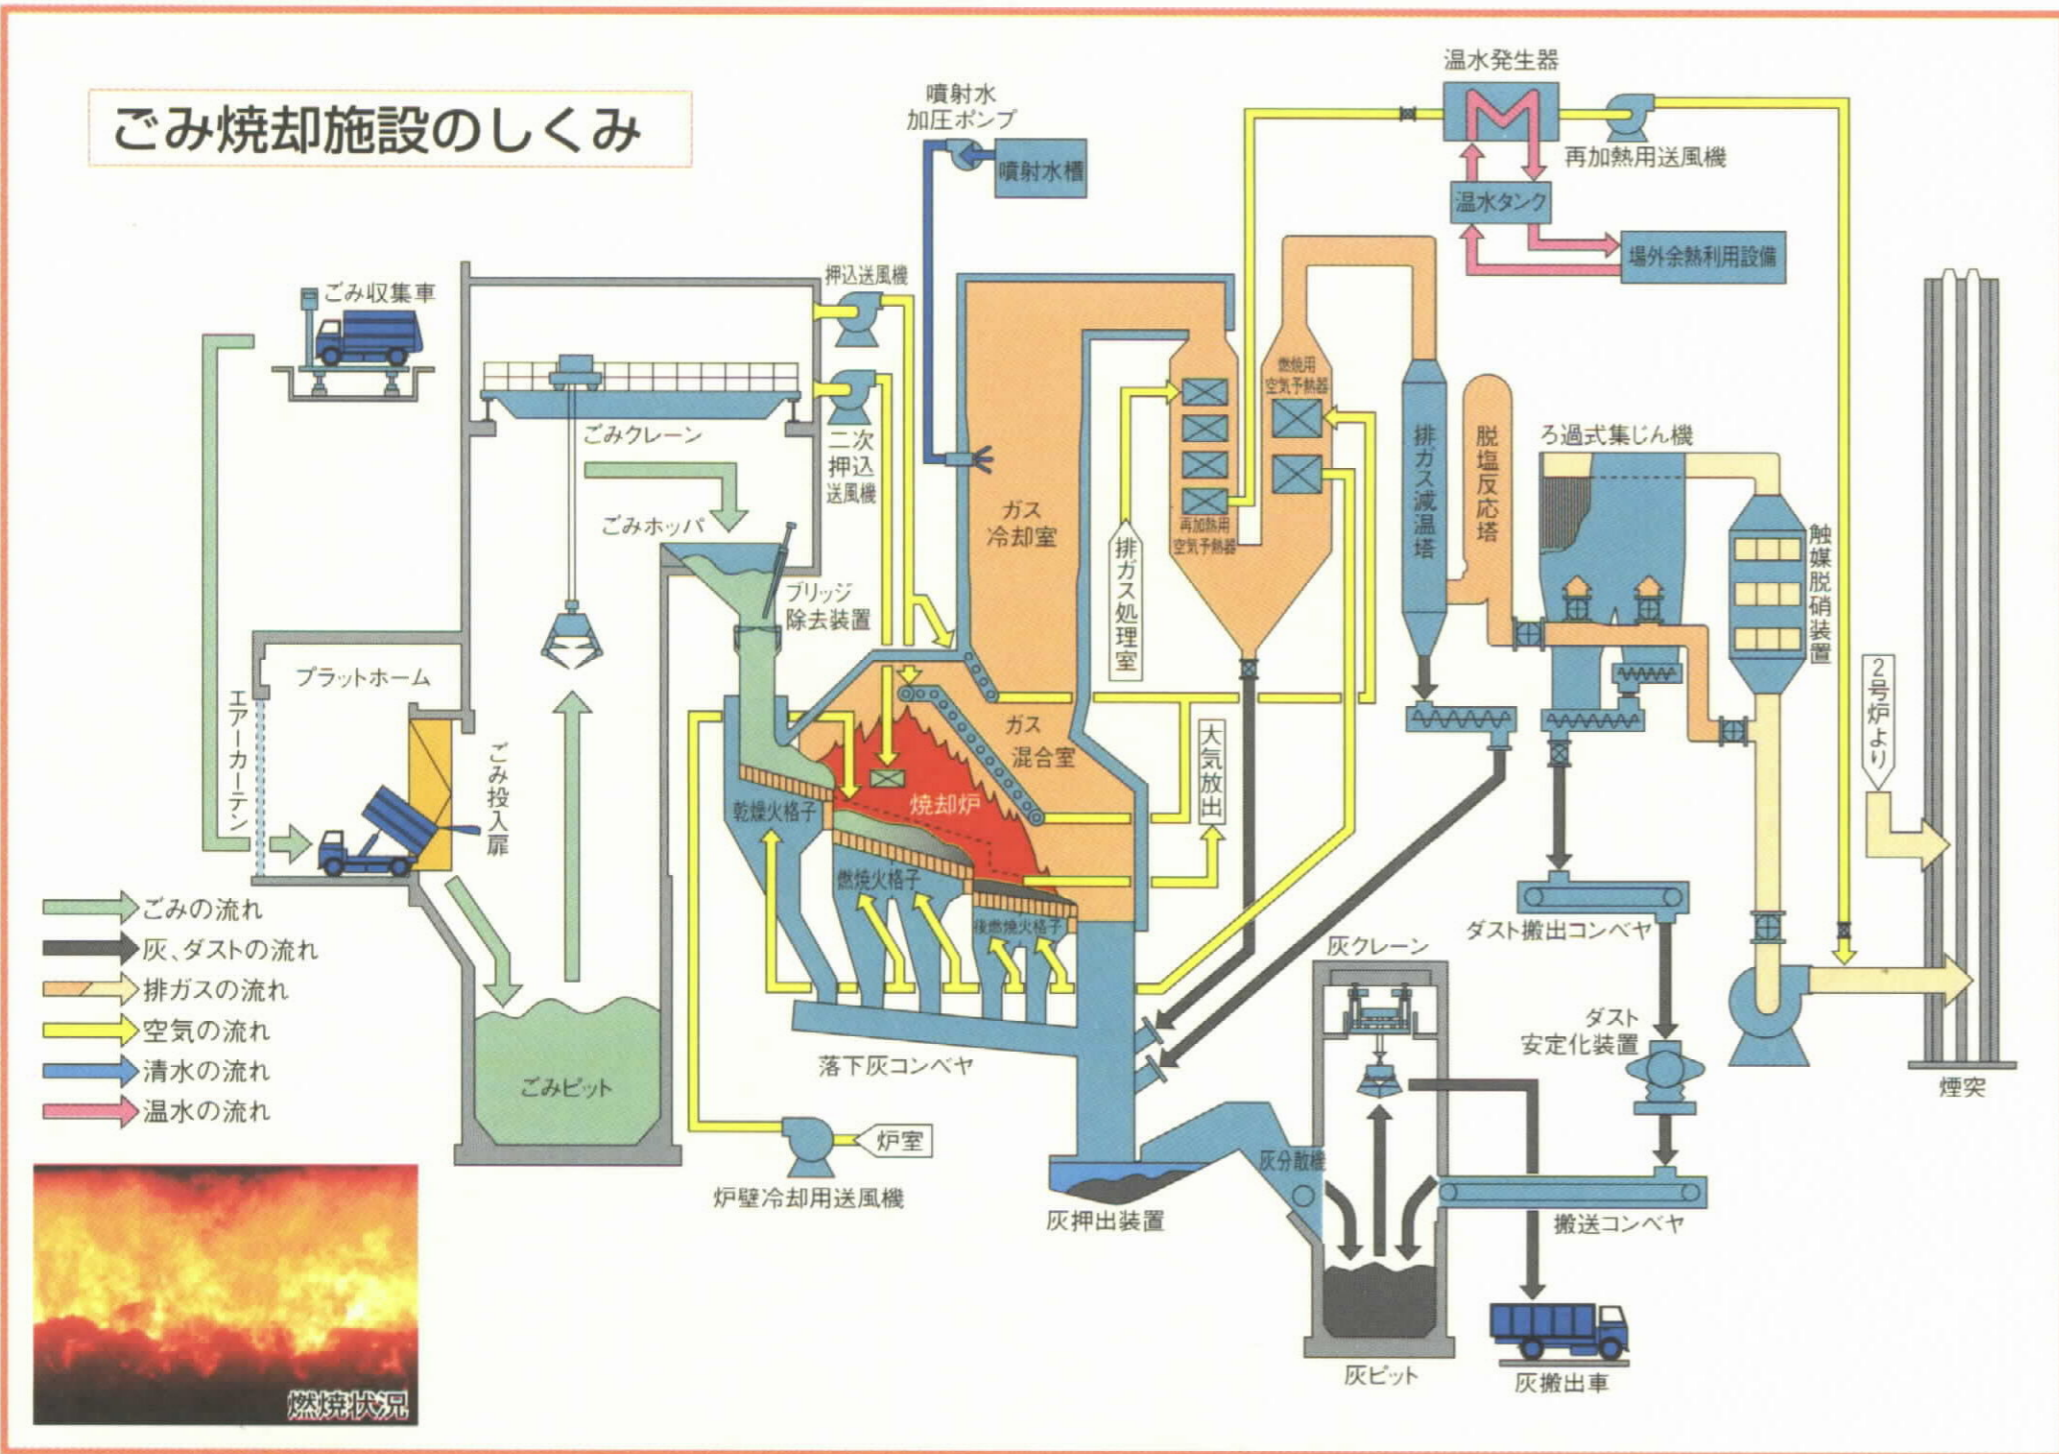 ごみ焼却施設のしくみ
噴射水
加圧ポンプ
噴射水槽
温水発生器
再加熱用送風機
温水タンク
場外余熱利用設備
ごみ収集車
押込送風機
ごみクレーン
二次
押込
送風機
ごみホッパ
ブリッジ
除去装置
ガス
冷却室
排ガス処理室
再加熱用
空気予熱器
燃焼用
空気予熱器
排ガス減温塔
脱塩反応塔
ろ過式集じん機
触媒脱硝装置
2号炉より
プラットホーム
エアーカーテン
ごみ投入扉
ガス
混合室
大気放出
焼却炉
乾燥火格子
燃焼火格子
後燃焼火格子
ごみの流れ
灰、ダストの流れ
排ガスの流れ
空気の流れ
清水の流れ
温水の流れ
ごみピット
落下灰コンベヤ
炉室
炉壁冷却用送風機
灰押出装置
灰分散機
灰クレーン
灰ピット
ダスト搬出コンベヤ
ダスト
安定化装置
搬送コンベヤ
灰搬出車
煙突
燃焼状況